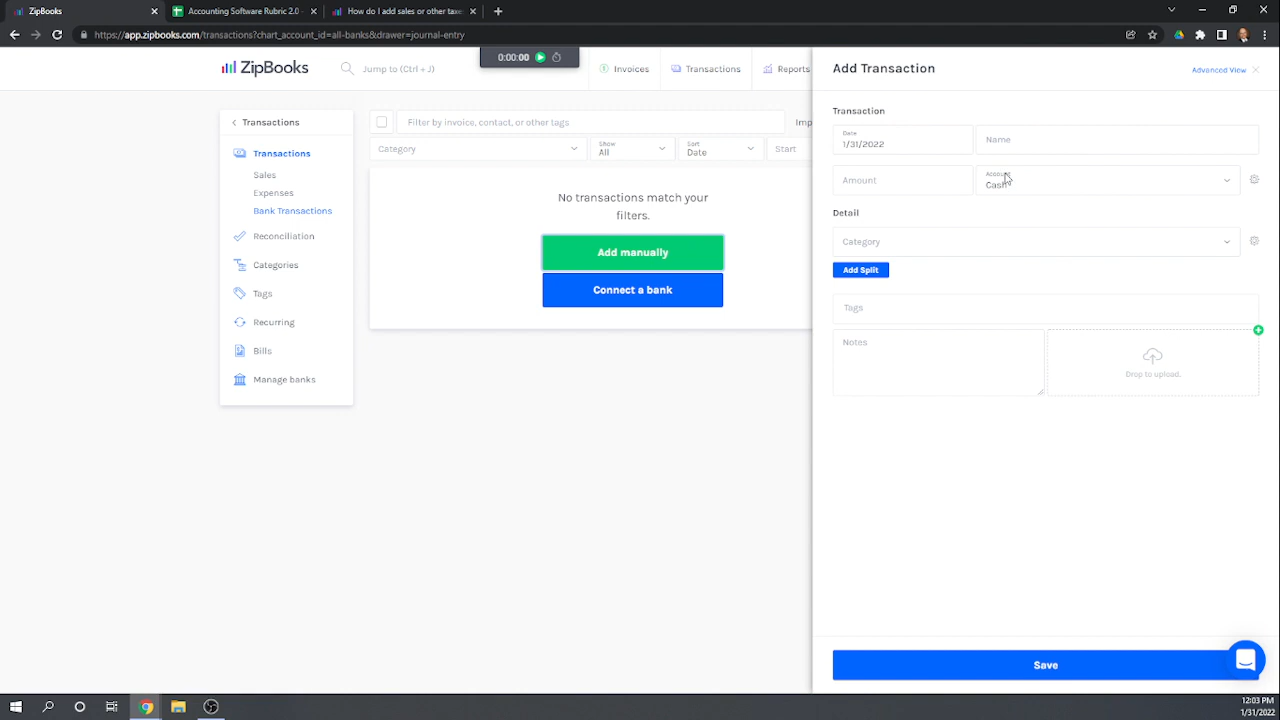 ZipBooks
Accounting Software Rubric 2.0 –
How do I add sales or other taxe
https://app.zipbooks.com/transactions?chart_account_id=all-banks&drawer=journal-entry
ZipBooks
Jump to (Ctrl + J)
0:00:00
Invoices
Transactions
Reports
Add Transaction
Advanced View
Transactions
Transactions
Sales
Expenses
Bank Transactions
Reconciliation
Categories
Tags
Recurring
Bills
Manage banks
Filter by invoice, contact, or other tags
Imp
Category
Show
All
Sort
Date
Start
No transactions match your
filters.
Add manually
Connect a bank
Transaction
Date
1/31/2022
Name
Amount
Account
Cash
Detail
Category
Add Split
Tags
Notes
Drop to upload.
Save
12:03 PM
1/31/2022